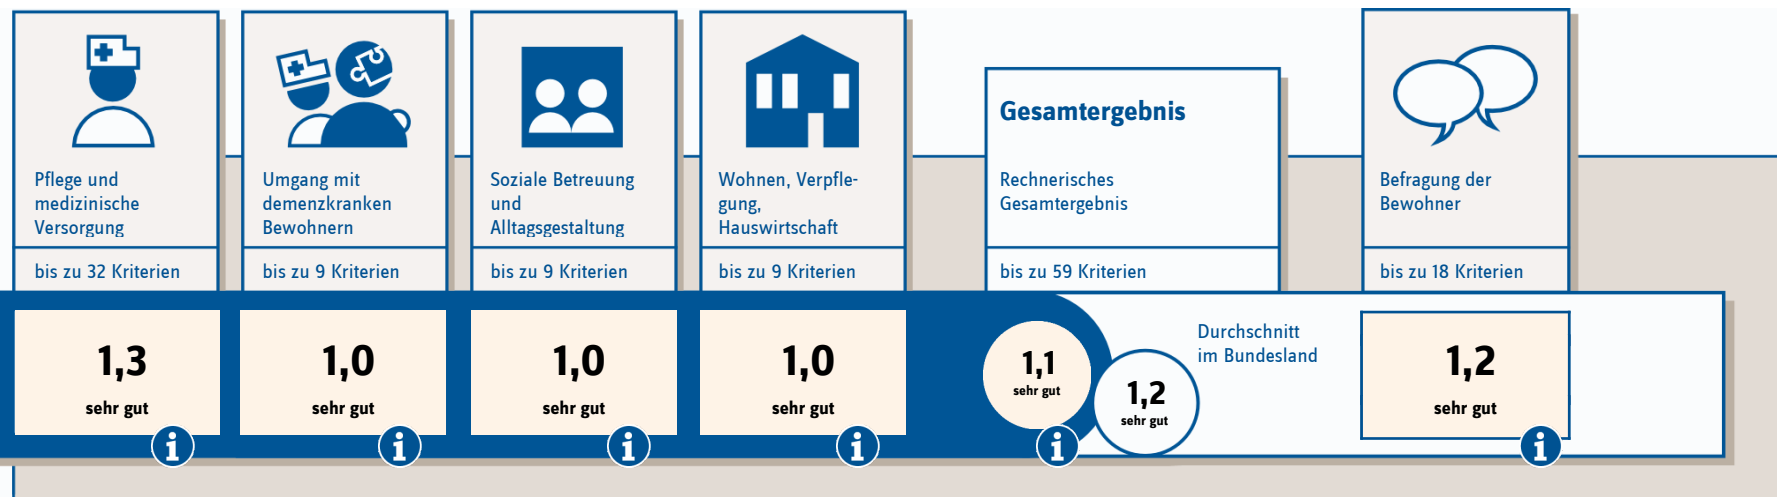 Pflege und
medizinische
Versorgung
bis zu 32 Kriterien
1,3
sehr gut
i
Umgang mit
demenzkranken
Bewohnern
bis zu 9 Kriterien
1,0
sehr gut
i
Soziale Betreuung
und
Alltagsgestaltung
bis zu 9 Kriterien
1,0
sehr gut
i
Wohnen, Verpfle-
gung,
Hauswirtschaft
bis zu 9 Kriterien
1,0
sehr gut
i
Gesamtergebnis
Rechnerisches
Gesamtergebnis
bis zu 59 Kriterien
1,1
sehr gut
i
1,2
sehr gut
Durchschnitt
im Bundesland
Befragung der
Bewohner
bis zu 18 Kriterien
1,2
sehr gut
i